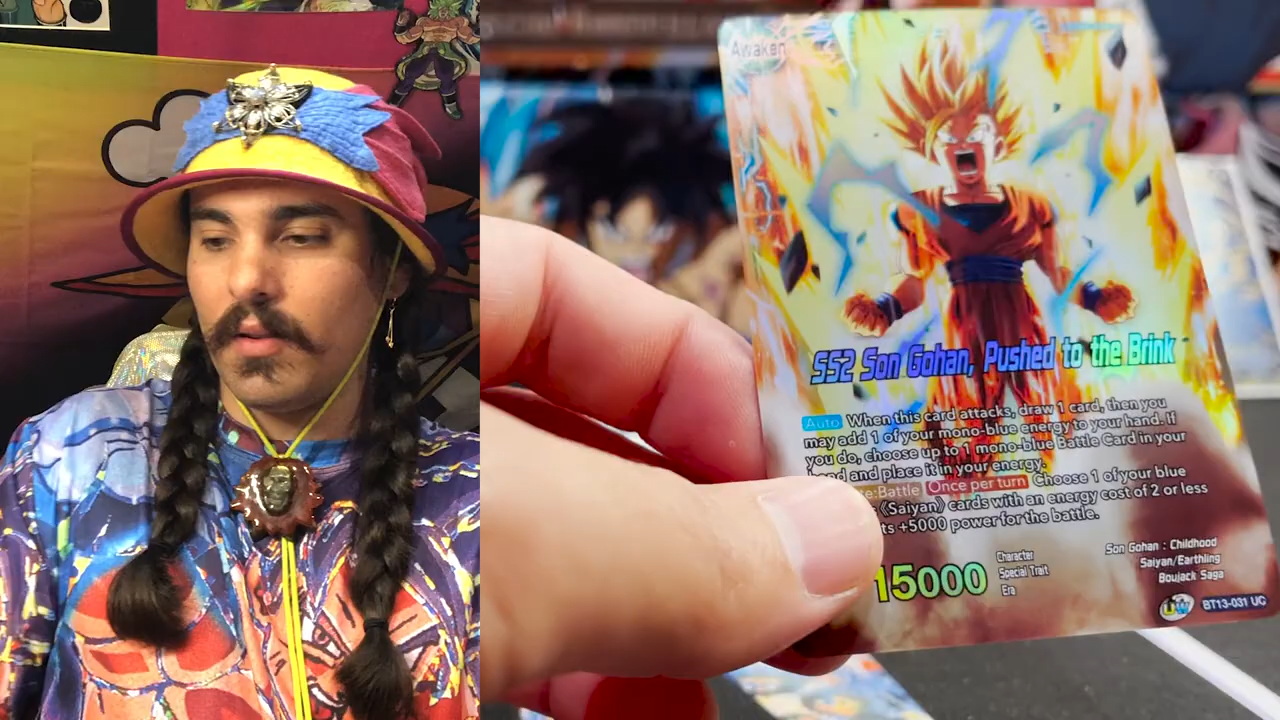 Awaken
SS2 Son Gohan, Pushed to the Brink
Auto When this card attacks, draw 1 card, then you
may add 1 of your mono-blue energy to your hand. If
you do, choose up to 1 mono-blue Battle Card in your
and place it in your energy.
Battle Once per turn Choose 1 of your blue
《Saiyan》 cards with an energy cost of 2 or less
+5000 power for the battle.
15000
Character
Special Trait
Era
Son Gohan : Childhood
Saiyan/Earthling
Boujack Saga
UW
BT13-031 UC